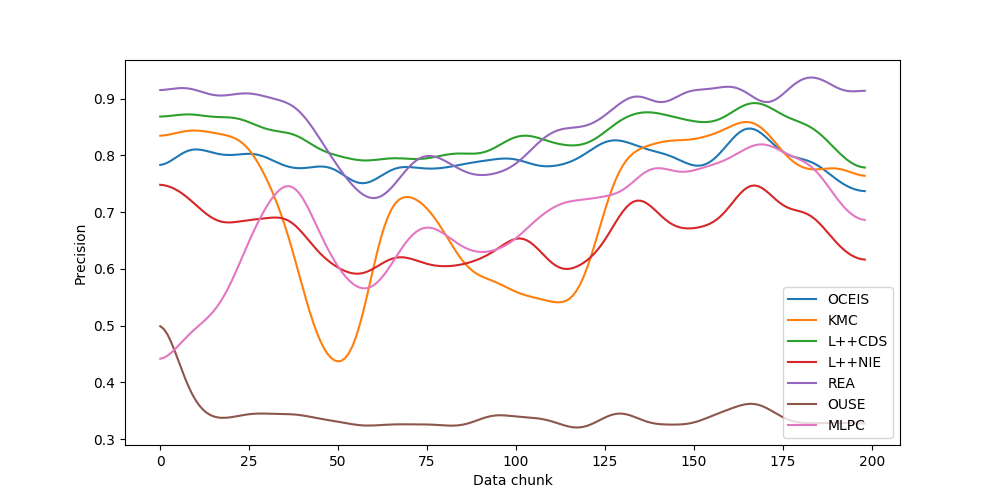 Precision
0.9
0.8
0.7
0.6
0.5
0.4
0.3
0 25 50 75 100 125 150 175 200
Data chunk
OCEIS
KMC
L++CDS
L++NIE
REA
OUSE
MLPC